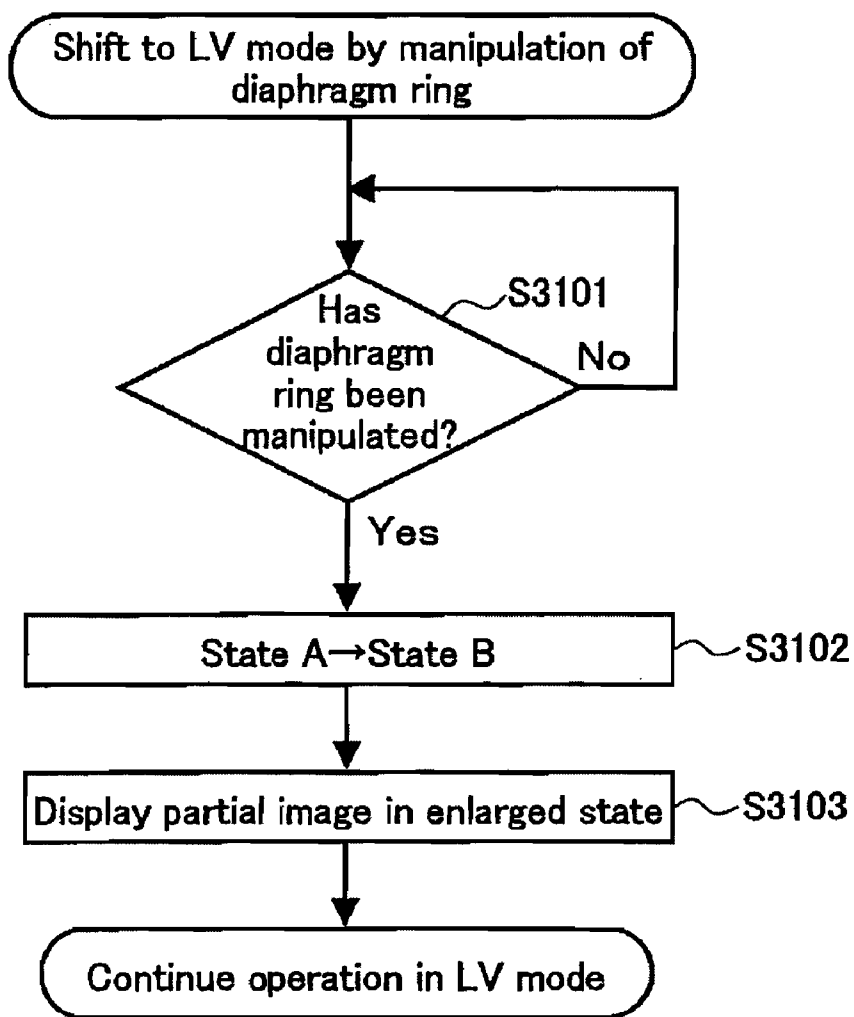 Shift to LV mode by manipulation of
diaphragm ring
S3101
Has
diaphragm
ring been
manipulated?
No
Yes
State A→State B
S3102
Display partial image in enlarged state
S3103
Continue operation in LV mode